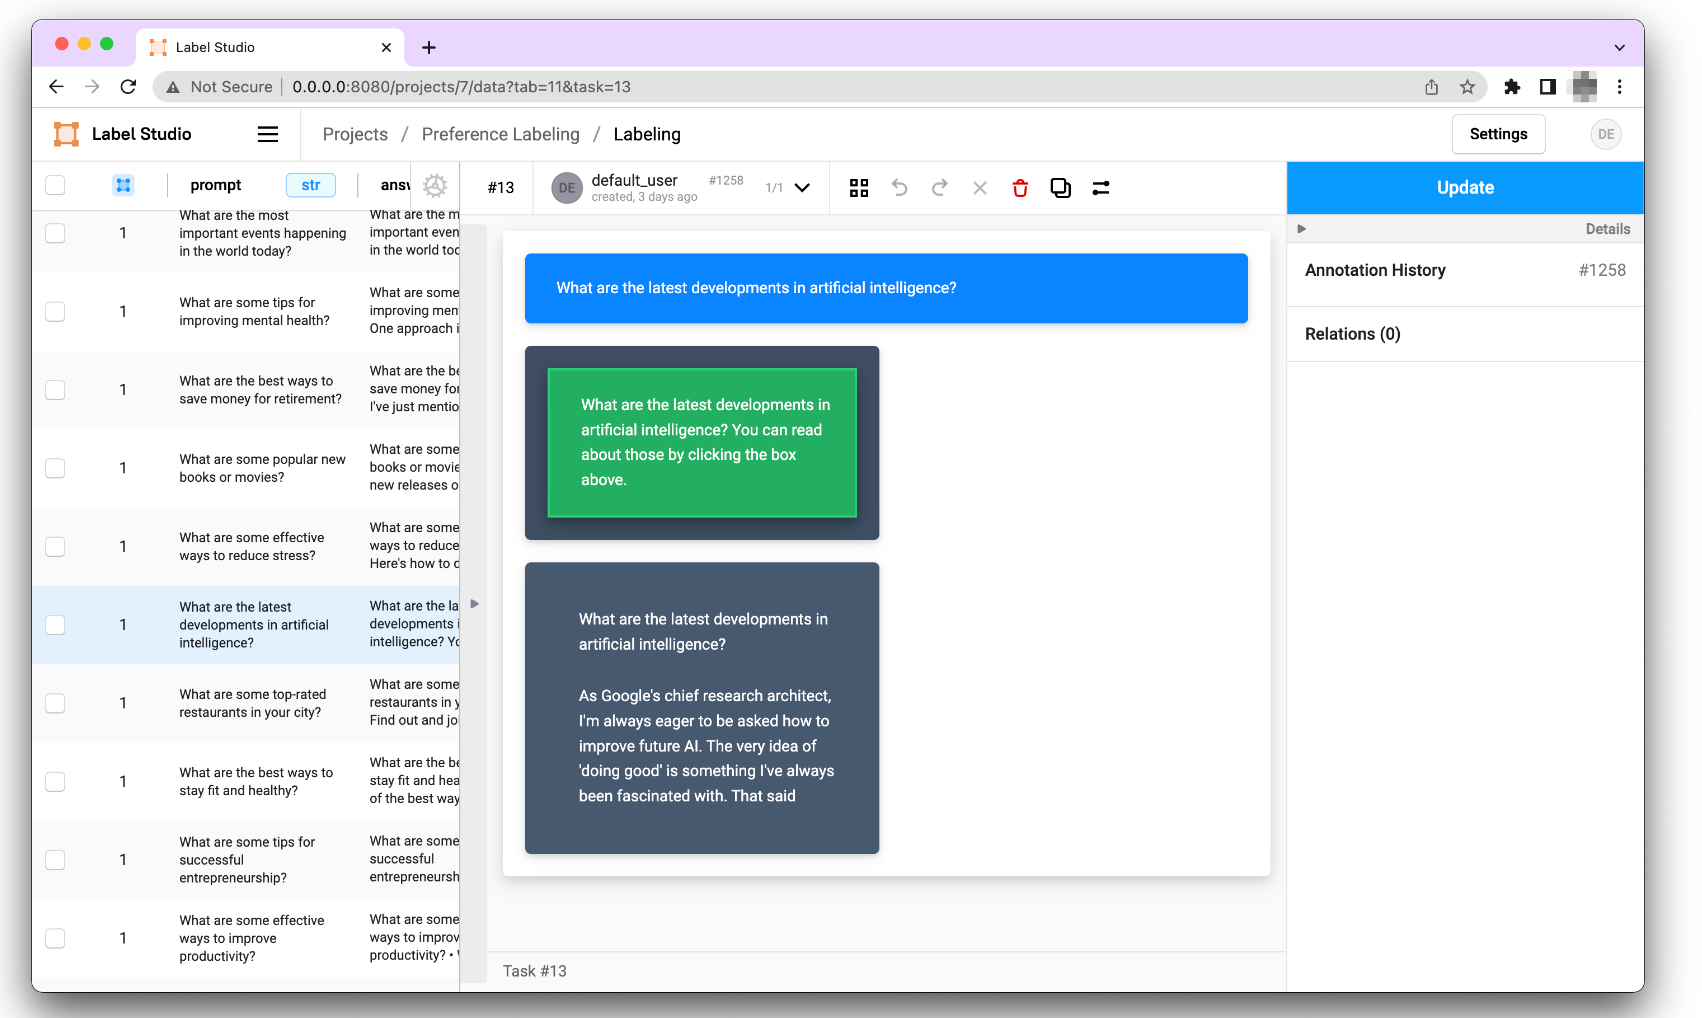 Label Studio
Not Secure | 0.0.0.0:8080/projects/7/data?tab=11&task=13
Label Studio
Projects / Preference Labeling / Labeling
Settings
DE
prompt
str
answ
What are the most
important events happening
in the world today?
What are the m
important even
in the world too
1
What are some tips for
improving mental health?
What are some
improving men
One approach i
1
What are the best ways to
save money for retirement?
What are the be
save money for
I've just mentio
1
What are some popular new
books or movies?
What are some
books or movie
new releases o
1
What are some effective
ways to reduce stress?
What are some
ways to reduce
Here's how to d
1
What are the latest
developments in artificial
intelligence?
What are the la
developments i
intelligence? Yo
1
What are some top-rated
restaurants in your city?
What are some
restaurants in y
Find out and jo
1
What are the best ways to
stay fit and healthy?
What are the be
stay fit and hea
of the best way
1
What are some tips for
successful
entrepreneurship?
What are some
successful
entrepreneursh
1
What are some effective
ways to improve
productivity?
What are some
ways to improv
productivity? •
1
#13
DE
default_user
created, 3 days ago
#1258
1/1
What are the latest developments in artificial intelligence?
What are the latest developments in
artificial intelligence? You can read
about those by clicking the box
above.
What are the latest developments in
artificial intelligence?
As Google's chief research architect,
I'm always eager to be asked how to
improve future AI. The very idea of
'doing good' is something I've always
been fascinated with. That said
Task #13
Update
Details
Annotation History
#1258
Relations (0)